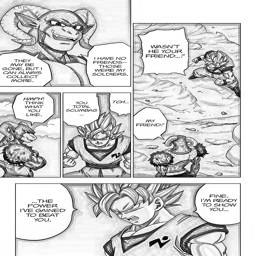 WASN'T
HE YOUR
FRIEND...?
MY
FRIEND?
I HAVE NO
FRIENDS--
THOSE
WERE MY
SOLDIERS.
THEY
MAY BE
GONE, BUT I
CAN ALWAYS
COLLECT
MORE.
TCH...
YOU
TOTAL
SCUMBAG...
HMPH!
THINK
WHAT YOU
LIKE.
FINE.
I'M READY
TO SHOW
YOU...
...THE
POWER
I'VE GAINED
TO BEAT
YOU.